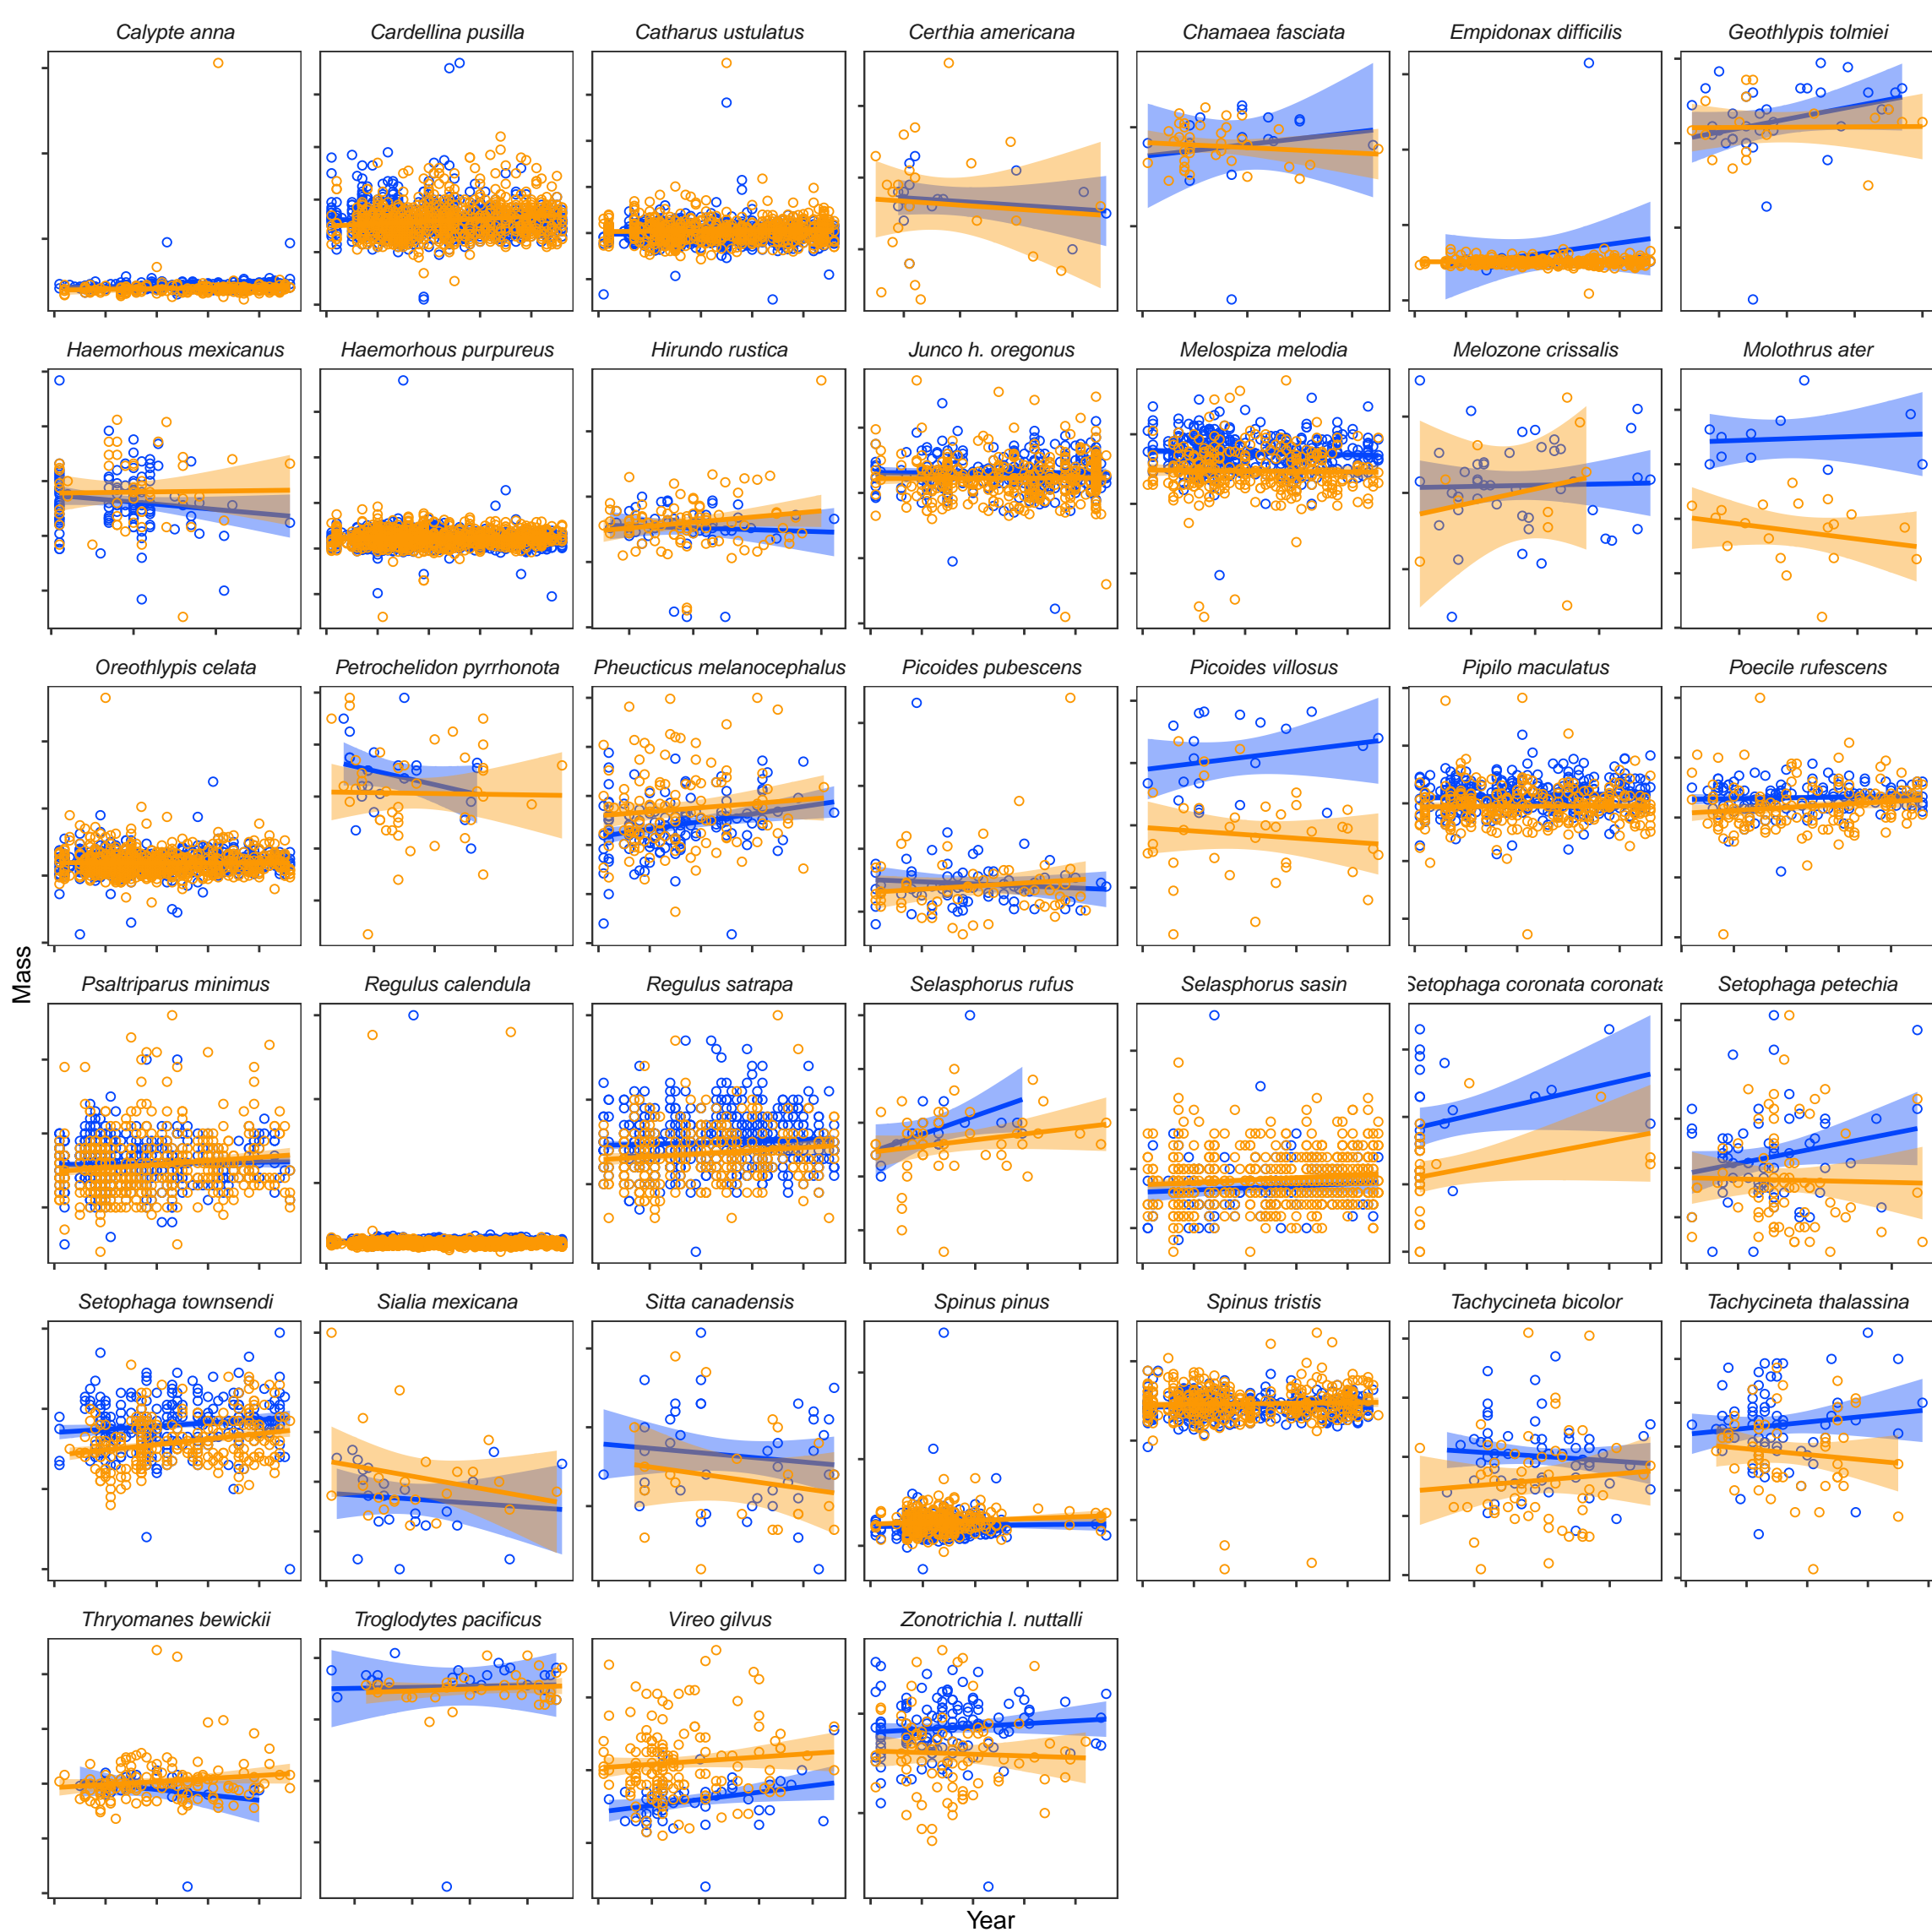 Calypte anna
Cardellina pusilla
Catharus ustulatus
Certhia americana
Chamaea fasciata
Empidonax difficilis
Geothlypis tolmiei
Haemorhous mexicanus
Haemorhous purpureus
Hirundo rustica
Junco h. oregonus
Melospiza melodia
Melozone crissalis
Molothrus ater
Oreothlypis celata
Petrochelidon pyrrhonota
Pheucticus melanocephalus
Picoides pubescens
Picoides villosus
Pipilo maculatus
Poecile rufescens
Mass
Psaltriparus minimus
Regulus calendula
Regulus satrapa
Selasphorus rufus
Selasphorus sasin
Setophaga coronata coronata
Setophaga petechia
Setophaga townsendi
Sialia mexicana
Sitta canadensis
Spinus pinus
Spinus tristis
Tachycineta bicolor
Tachycineta thalassina
Thryomanes bewickii
Troglodytes pacificus
Vireo gilvus
Zonotrichia l. nuttalli
Year